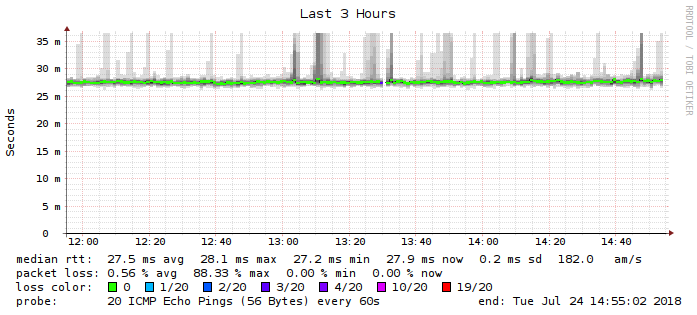 Last 3 Hours
RRDTOOL / TOBI OETIKER
Seconds
35 m
30 m
25 m
20 m
15 m
10 m
5 m
0
12:00 12:20 12:40 13:00 13:20 13:40 14:00 14:20 14:40
median rtt: 27.5 ms avg 28.1 ms max 27.2 ms min 27.9 ms now 0.2 ms sd 182.0 am/s
packet loss: 0.56 % avg 88.33 % max 0.00 % min 0.00 % now
loss color: 0 1/20 2/20 3/20 4/20 10/20 19/20
probe: 20 ICMP Echo Pings (56 Bytes) every 60s end: Tue Jul 24 14:55:02 2018